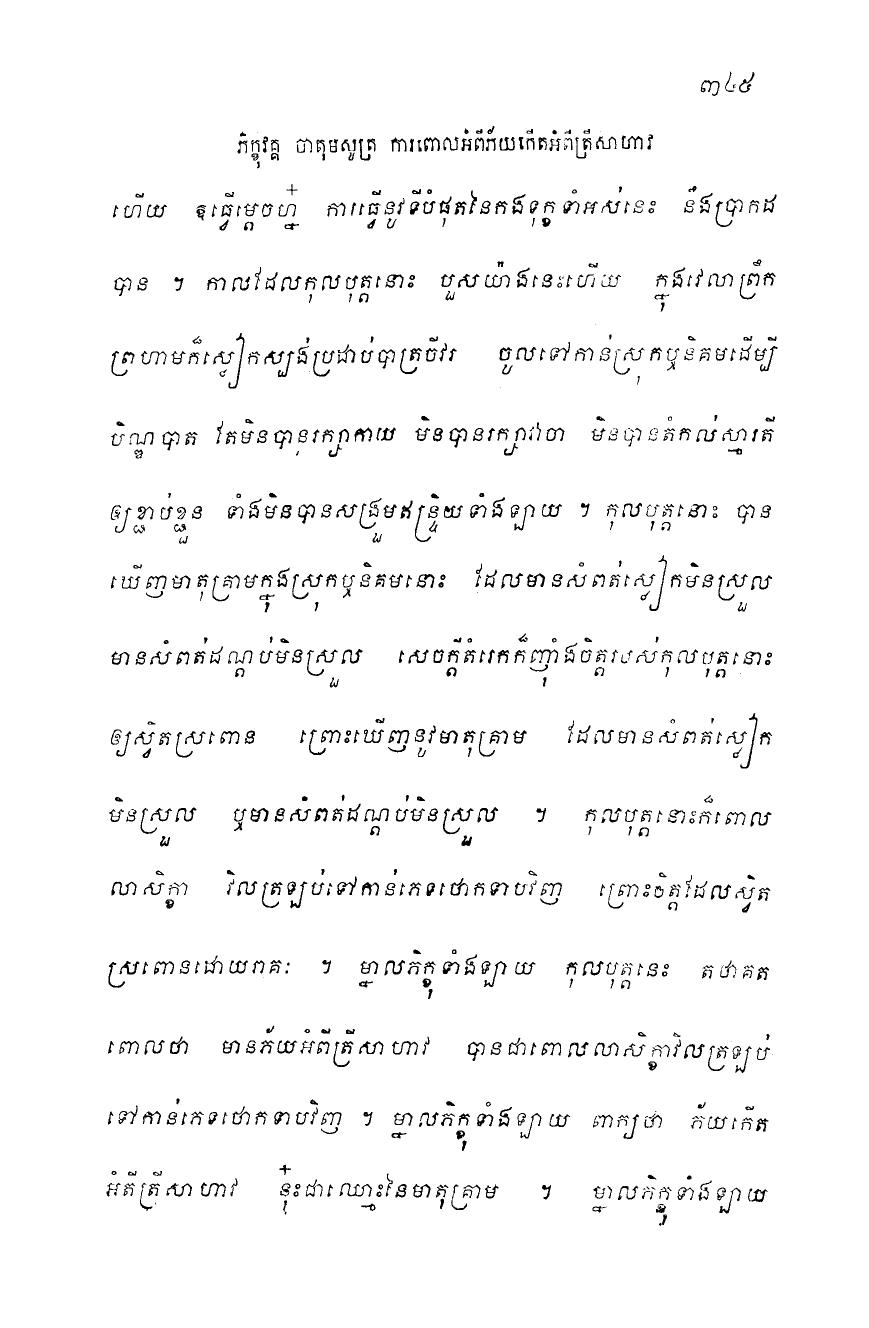 ៣៤៥
ភិក្ខុវគ្គ ចាតុមសូត្រ ការពោលអំពីភ័យកើតអំពីត្រីសាហាវ
ហើយ ឧធ្វើម្ដេចហ្ន៎ ការធ្វើនូវទីបំផុតនៃកងទុក្ខទាំអស់នេះ នឹងប្រាកដ
បាន ។ កាលដែលកុលបុត្តនោះ បួសយ៉ាងនេះហើយ ក្នុងវេលាព្រឹក
ព្រហាមក៏ស្លៀកស្បង់ប្រដាប់បាត្រចីវរ ចូលទៅកាន់ស្រុកឬនិគមដើម្បី
បិណ្ឌបាត តែមិនបានរក្សាកាយ មិនបានរក្សាវាចា មិនបានតំកល់ស្មារតី
ឲ្យខ្ជាប់ខ្ជួន ទាំងមិនបានសង្រួមឥន្ទ្រិយទាំងឡាយ ។ កុលបុត្តនោះ បាន
ឃើញមាតុគ្រាមក្នុងស្រុកឬនិគមនោះ ដែលមានសំពត់ស្លៀកមិនស្រួល
មានសំពត់ដណ្ដប់មិនស្រួល សេចក្ដីតំរេកក៏ញ៉ាំងចិត្តរបស់កុលបុត្តនោះ
ឲ្យស្វិតស្រពោន ព្រោះឃើញនូវមាតុគ្រាម ដែលមានសំពត់ស្លៀក
មិនស្រួល ឬមានសំពត់ដណ្ដប់មិនស្រួល ។ កុលបុត្តនោះក៏ពោល
លាសិក្ខា វិលត្រឡប់ទៅកាន់ភេទថោកទាបវិញ ព្រោះចិត្តដែលស្វិត
ស្រពោនដោយរាគៈ ។ ម្នាលភិក្ខុទាំងឡាយ កុលបុត្តនេះ តថាគត
ពោលថា មានភ័យអំពីត្រីសាហាវ បានជាពោលលាសិក្ខាវិលត្រឡប់
ទៅកាន់ភេទថោកទាបវិញ ។ ម្នាលភិក្ខុទាំងឡាយ ពាក្យថា ភ័យកើត
អំពីត្រីសាហាវ នុ៎ះជាឈ្មោះនៃមាតុគ្រាម ។ ម្នាលភិក្ខុទាំងឡាយ